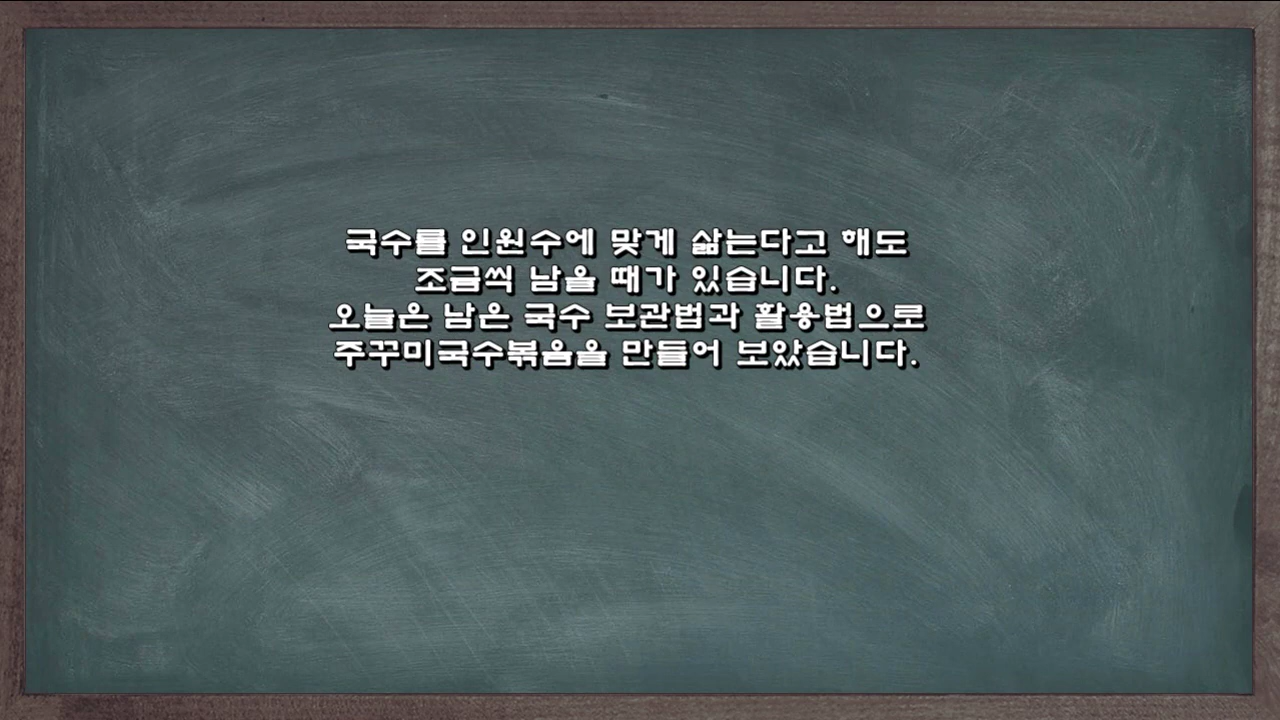 국수를 인원수에 맞게 삶는다고 해도
조금씩 남을 때가 있습니다.
오늘은 남은 국수 보관법과 활용법으로
주꾸미국수볶음을 만들어 보았습니다.